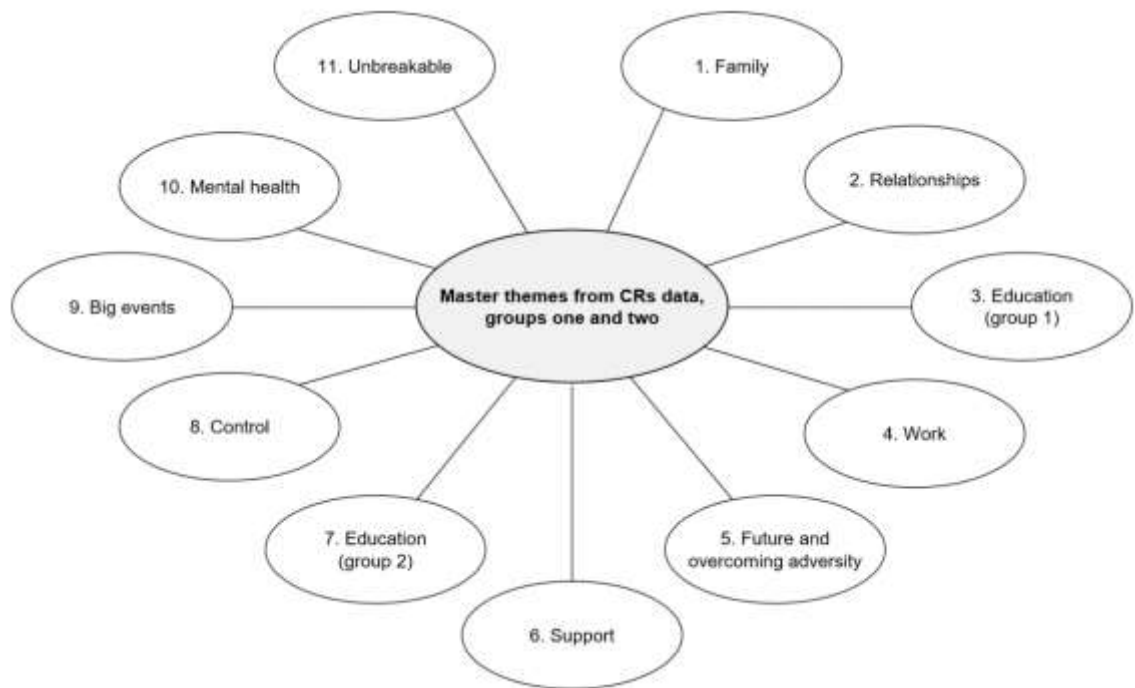 11. Unbreakable
1. Family
10. Mental health
2. Relationships
Master themes from CRs data,
groups one and two
9. Big events
3. Education
(group 1)
8. Control
4. Work
7. Education
(group 2)
5. Future and
overcoming adversity
6. Support